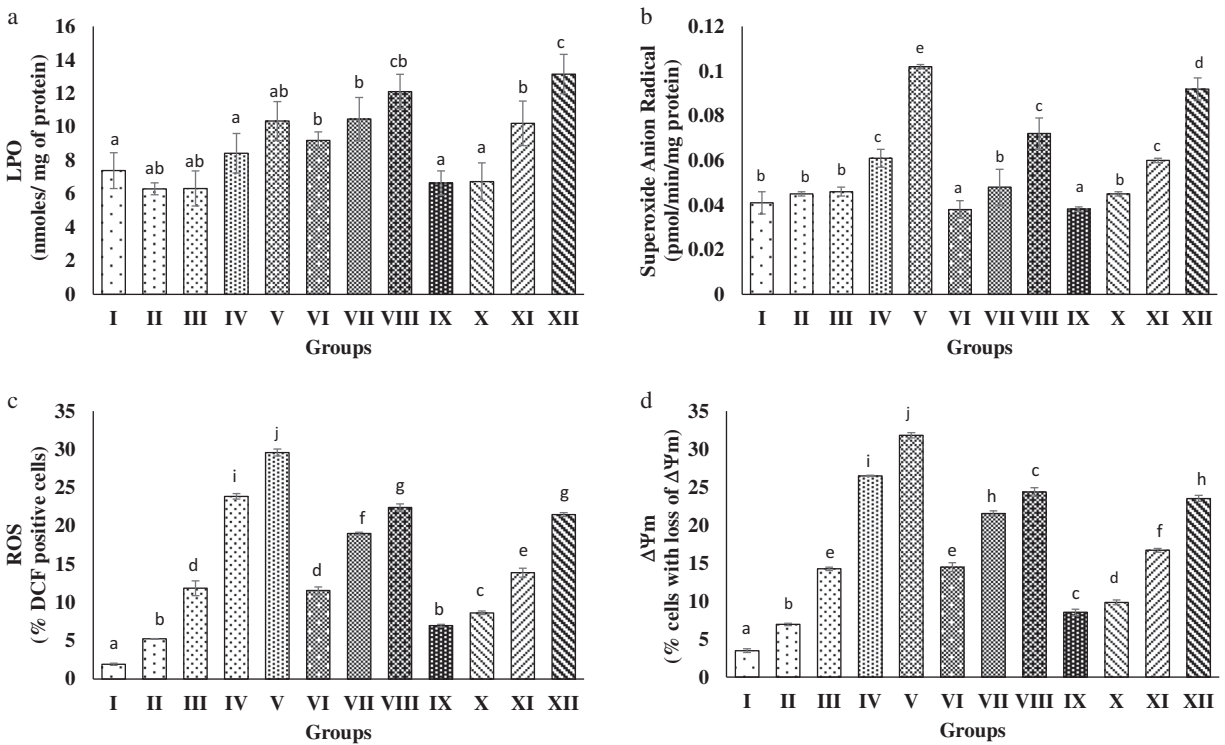 a
LPO
(nmoles/ mg of protein)
16
14
12
10
8
6
4
2
0
a
ab
ab
a
ab
b
b
cb
a
a
b
c
I II III IV V VI VII VIII IX X XI XII
Groups
b
Superoxide Anion Radical
(pmol/min/mg protein)
0.12
0.1
0.08
0.06
0.04
0.02
0
b
b
b
c
e
a
b
c
a
b
c
d
I II III IV V VI VII VIII IX X XI XII
Groups
c
ROS
(% DCF positive cells)
35
30
25
20
15
10
5
0
a
b
d
i
j
d
f
g
b
c
e
g
I II III IV V VI VII VIII IX X XI XII
Groups
d
ΔΨm
(% cells with loss of ΔΨm)
35
30
25
20
15
10
5
0
a
b
e
i
j
e
h
c
c
d
f
h
I II III IV V VI VII VIII IX X XI XII
Groups